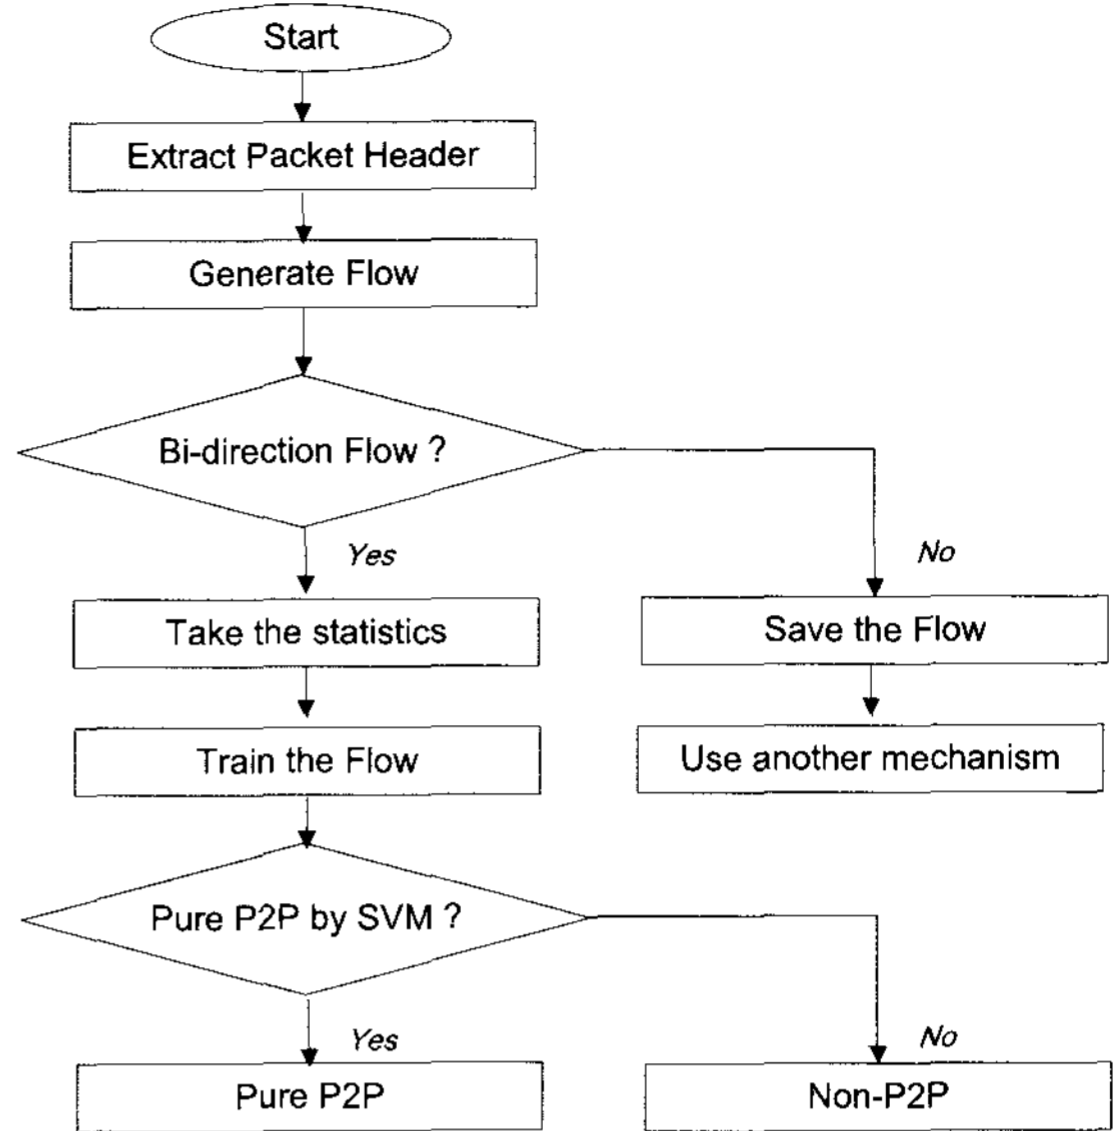 Start
Extract Packet Header
Generate Flow
Bi-direction Flow ?
Yes
No
Take the statistics
Save the Flow
Train the Flow
Use another mechanism
Pure P2P by SVM ?
Yes
No
Pure P2P
Non-P2P